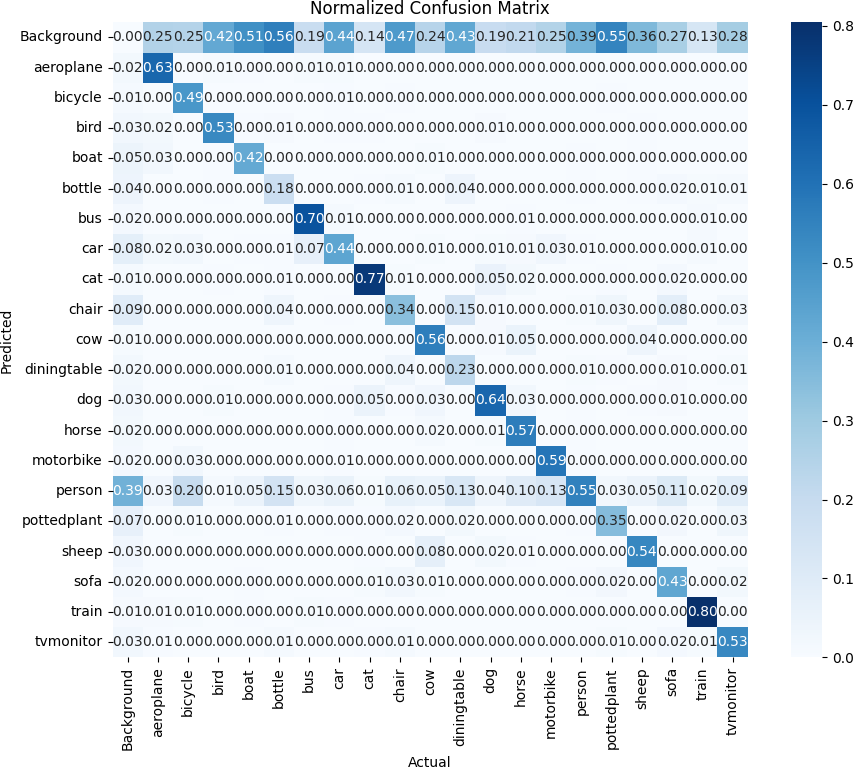 Normalized Confusion Matrix
Predicted
Background 0.00 0.25 0.25 0.42 0.51 0.56 0.19 0.44 0.14 0.47 0.24 0.43 0.19 0.21 0.25 0.39 0.55 0.36 0.27 0.13 0.28
aeroplane 0.02 0.63 0.00 0.01 0.00 0.00 0.01 0.01 0.00 0.00 0.00 0.00 0.00 0.00 0.00 0.00 0.00 0.00 0.00 0.00 0.00
bicycle 0.01 0.00 0.49 0.00 0.00 0.00 0.00 0.01 0.00 0.00 0.00 0.00 0.00 0.00 0.00 0.00 0.00 0.00 0.00 0.00 0.00
bird 0.03 0.02 0.00 0.53 0.00 0.01 0.00 0.00 0.00 0.00 0.00 0.00 0.01 0.00 0.00 0.00 0.00 0.00 0.00 0.00 0.00
boat 0.05 0.03 0.00 0.00 0.42 0.00 0.00 0.00 0.00 0.00 0.01 0.00 0.00 0.00 0.00 0.00 0.00 0.00 0.00 0.00 0.00
bottle 0.04 0.00 0.00 0.00 0.00 0.18 0.00 0.00 0.00 0.01 0.00 0.04 0.00 0.00 0.00 0.00 0.00 0.00 0.02 0.01 0.01
bus 0.02 0.00 0.00 0.00 0.00 0.00 0.70 0.01 0.00 0.00 0.00 0.00 0.00 0.01 0.00 0.00 0.00 0.00 0.00 0.01 0.00
car 0.08 0.02 0.03 0.00 0.00 0.01 0.07 0.44 0.00 0.00 0.01 0.00 0.01 0.01 0.03 0.01 0.00 0.00 0.00 0.01 0.00
cat 0.01 0.00 0.00 0.00 0.00 0.01 0.00 0.00 0.77 0.01 0.00 0.00 0.05 0.02 0.00 0.00 0.00 0.00 0.02 0.00 0.00
chair 0.09 0.00 0.00 0.00 0.00 0.04 0.00 0.00 0.00 0.34 0.00 0.15 0.01 0.00 0.00 0.01 0.03 0.00 0.08 0.00 0.03
cow 0.01 0.00 0.00 0.00 0.00 0.00 0.00 0.00 0.00 0.00 0.56 0.00 0.01 0.05 0.00 0.00 0.00 0.04 0.00 0.00 0.00
diningtable 0.02 0.00 0.00 0.00 0.00 0.01 0.00 0.00 0.00 0.04 0.00 0.23 0.00 0.00 0.00 0.01 0.00 0.00 0.01 0.00 0.01
dog 0.03 0.00 0.00 0.01 0.00 0.00 0.00 0.00 0.05 0.00 0.03 0.00 0.64 0.03 0.00 0.00 0.00 0.00 0.01 0.00 0.00
horse 0.02 0.00 0.00 0.00 0.00 0.00 0.00 0.00 0.00 0.00 0.02 0.00 0.01 0.57 0.00 0.00 0.00 0.00 0.00 0.00 0.00
motorbike 0.02 0.00 0.03 0.00 0.00 0.00 0.00 0.01 0.00 0.00 0.00 0.00 0.00 0.00 0.59 0.00 0.00 0.00 0.00 0.00 0.00
person 0.39 0.03 0.20 0.01 0.05 0.15 0.03 0.06 0.01 0.06 0.05 0.13 0.04 0.10 0.13 0.55 0.03 0.05 0.11 0.02 0.09
pottedplant 0.07 0.00 0.01 0.00 0.00 0.01 0.00 0.00 0.00 0.02 0.00 0.02 0.00 0.00 0.00 0.00 0.35 0.00 0.02 0.00 0.03
sheep 0.03 0.00 0.00 0.00 0.00 0.00 0.00 0.00 0.00 0.00 0.08 0.00 0.02 0.01 0.00 0.00 0.00 0.54 0.00 0.00 0.00
sofa 0.02 0.00 0.00 0.00 0.00 0.00 0.00 0.00 0.01 0.03 0.01 0.00 0.00 0.00 0.00 0.00 0.02 0.00 0.43 0.00 0.02
train 0.01 0.01 0.01 0.00 0.00 0.00 0.01 0.00 0.00 0.00 0.00 0.00 0.00 0.00 0.00 0.00 0.00 0.00 0.00 0.80 0.00
tvmonitor 0.03 0.01 0.00 0.00 0.00 0.01 0.00 0.00 0.00 0.01 0.00 0.00 0.00 0.00 0.00 0.00 0.01 0.00 0.02 0.01 0.53
Background aeroplane bicycle bird boat bottle bus car cat chair cow diningtable dog horse motorbike person pottedplant sheep sofa train tvmonitor
Actual
0.8
0.7
0.6
0.5
0.4
0.3
0.2
0.1
0.0